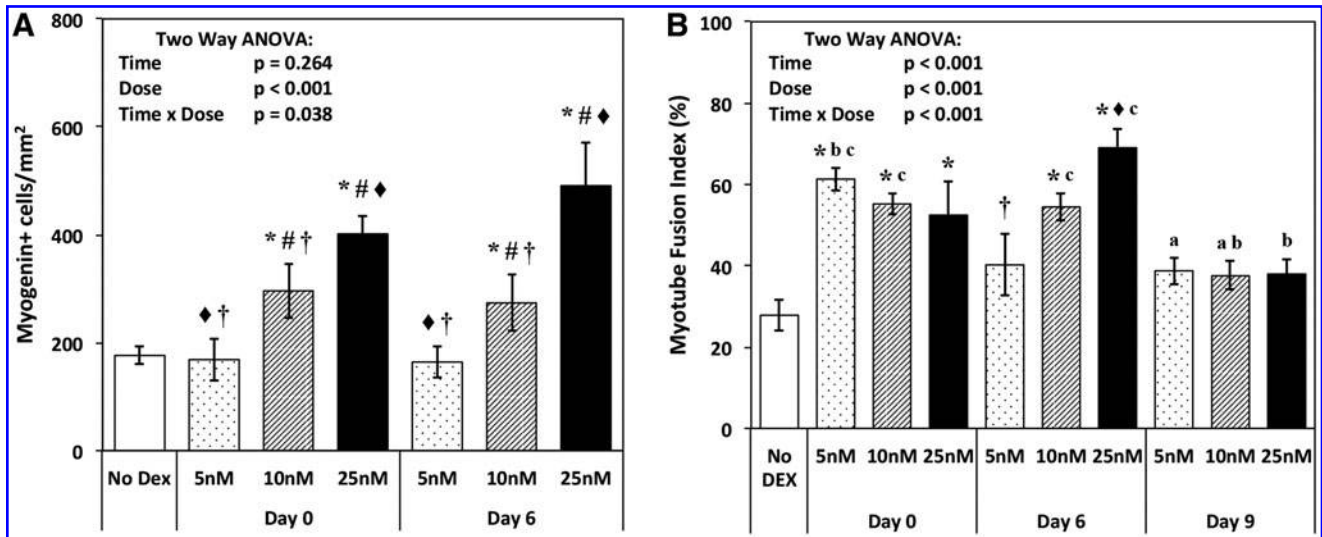 A
Myogenin+ cells/mm²
800
600
400
200
0
Two Way ANOVA:
Time p = 0.264
Dose p < 0.001
Time x Dose p = 0.038
♦ †
* # †
* # ♦
♦ †
* # †
* # ♦
No Dex 5nM 10nM 25nM 5nM 10nM 25nM
Day 0 Day 6
B
Myotube Fusion Index (%)
100
80
60
40
20
0
Two Way ANOVA:
Time p < 0.001
Dose p < 0.001
Time x Dose p < 0.001
* b c
* c
*
†
* c
* ♦ c
a
a b
b
No DEX 5nM 10nM 25nM 5nM 10nM 25nM 5nM 10nM 25nM
Day 0 Day 6 Day 9